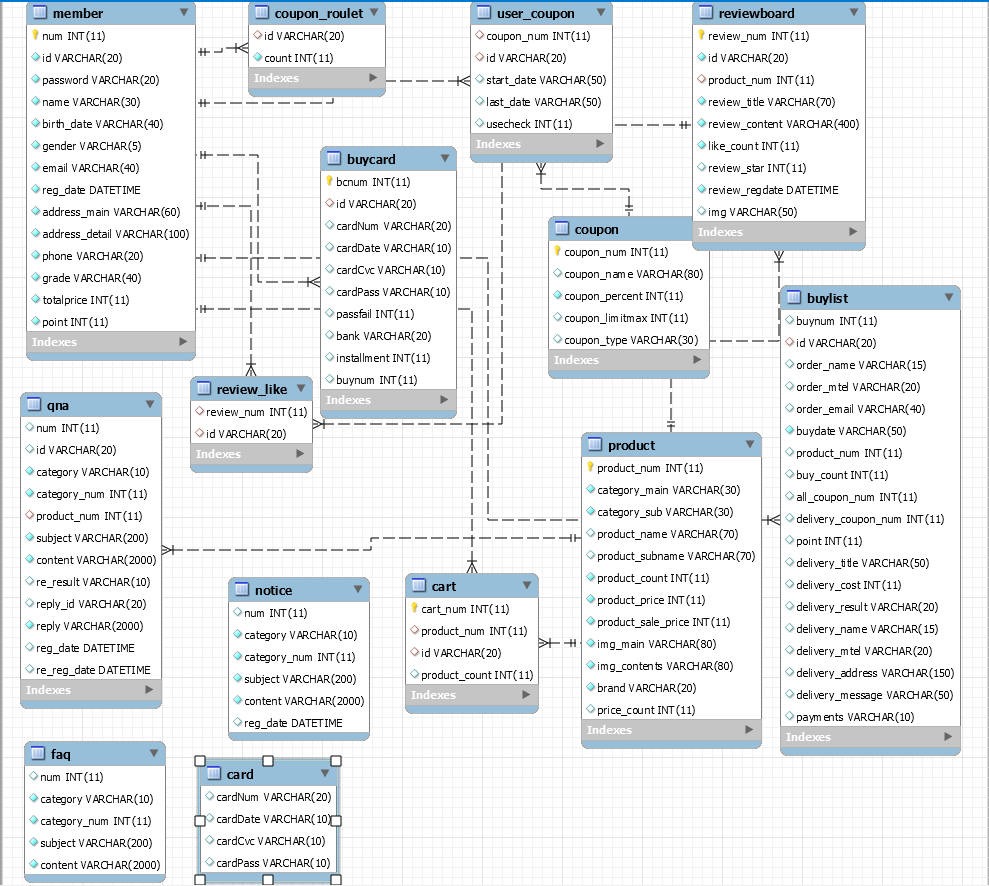 member
num INT(11)
id VARCHAR(20)
password VARCHAR(20)
name VARCHAR(30)
birth_date VARCHAR(40)
gender VARCHAR(5)
email VARCHAR(40)
reg_date DATETIME
address_main VARCHAR(60)
address_detail VARCHAR(100)
phone VARCHAR(20)
grade VARCHAR(40)
totalprice INT(11)
point INT(11)
Indexes
coupon_roulet
id VARCHAR(20)
count INT(11)
Indexes
user_coupon
coupon_num INT(11)
id VARCHAR(20)
start_date VARCHAR(50)
last_date VARCHAR(50)
usecheck INT(11)
Indexes
reviewboard
review_num INT(11)
id VARCHAR(20)
product_num INT(11)
review_title VARCHAR(70)
review_content VARCHAR(400)
like_count INT(11)
review_star INT(11)
review_regdate DATETIME
img VARCHAR(50)
Indexes
buycard
bcnum INT(11)
id VARCHAR(20)
cardNum VARCHAR(20)
cardDate VARCHAR(10)
cardCvc VARCHAR(10)
cardPass VARCHAR(10)
passfail INT(11)
bank VARCHAR(20)
installment INT(11)
buynum INT(11)
Indexes
coupon
coupon_num INT(11)
coupon_name VARCHAR(80)
coupon_percent INT(11)
coupon_limitmax INT(11)
coupon_type VARCHAR(30)
Indexes
buylist
buynum INT(11)
id VARCHAR(20)
order_name VARCHAR(15)
order_mtel VARCHAR(20)
order_email VARCHAR(40)
buydate VARCHAR(50)
product_num INT(11)
buy_count INT(11)
all_coupon_num INT(11)
delivery_coupon_num INT(11)
point INT(11)
delivery_title VARCHAR(50)
delivery_cost INT(11)
delivery_result VARCHAR(20)
delivery_name VARCHAR(15)
delivery_mtel VARCHAR(20)
delivery_address VARCHAR(150)
delivery_message VARCHAR(50)
payments VARCHAR(10)
Indexes
review_like
review_num INT(11)
id VARCHAR(20)
Indexes
qna
num INT(11)
id VARCHAR(20)
category VARCHAR(10)
category_num INT(11)
product_num INT(11)
subject VARCHAR(200)
content VARCHAR(2000)
re_result VARCHAR(10)
reply_id VARCHAR(20)
reply VARCHAR(2000)
reg_date DATETIME
re_reg_date DATETIME
Indexes
product
product_num INT(11)
category_main VARCHAR(30)
category_sub VARCHAR(30)
product_name VARCHAR(70)
product_subname VARCHAR(70)
product_count INT(11)
product_price INT(11)
product_sale_price INT(11)
img_main VARCHAR(80)
img_contents VARCHAR(80)
brand VARCHAR(20)
price_count INT(11)
Indexes
notice
num INT(11)
category VARCHAR(10)
category_num INT(11)
subject VARCHAR(200)
content VARCHAR(2000)
reg_date DATETIME
cart
cart_num INT(11)
product_num INT(11)
id VARCHAR(20)
product_count INT(11)
Indexes
faq
num INT(11)
category VARCHAR(10)
category_num INT(11)
subject VARCHAR(200)
content VARCHAR(2000)
card
cardNum VARCHAR(20)
cardDate VARCHAR(10)
cardCvc VARCHAR(10)
cardPass VARCHAR(10)